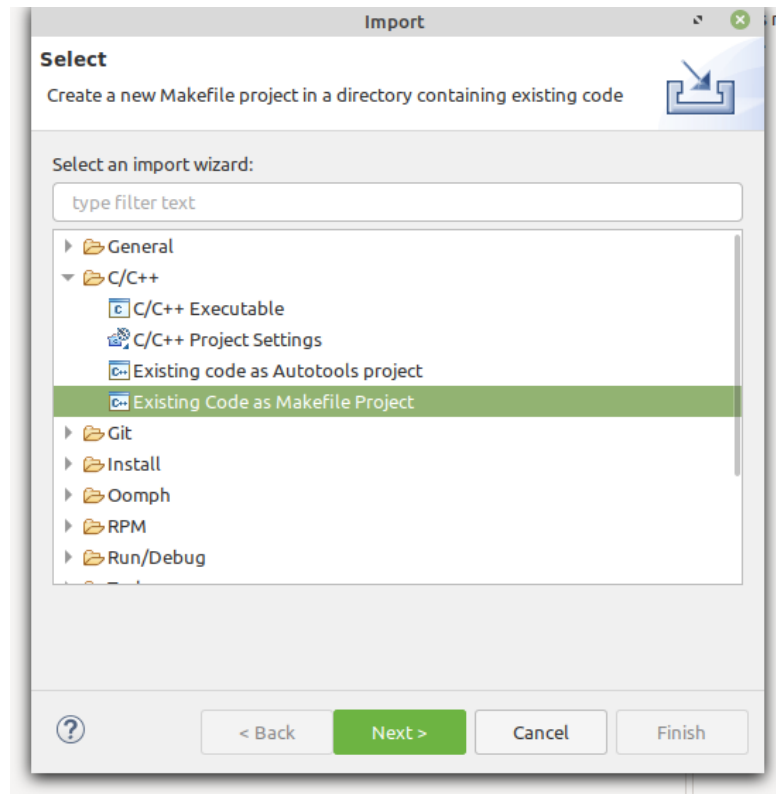 Import
Select
Create a new Makefile project in a directory containing existing code
Select an import wizard:
type filter text
General
C/C++
C/C++ Executable
C/C++ Project Settings
Existing code as Autotools project
Existing Code as Makefile Project
Git
Install
Oomph
RPM
Run/Debug
?
< Back
Next >
Cancel
Finish